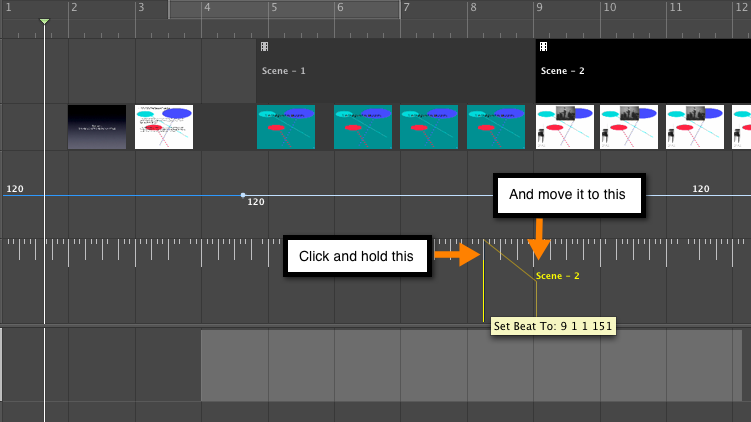 1 2 3 4 5 6 7 8 9 10 11 12
Scene - 1
Scene - 2
120
120
120
And move it to this
Click and hold this
Scene - 2
Set Beat To: 9 1 1 151